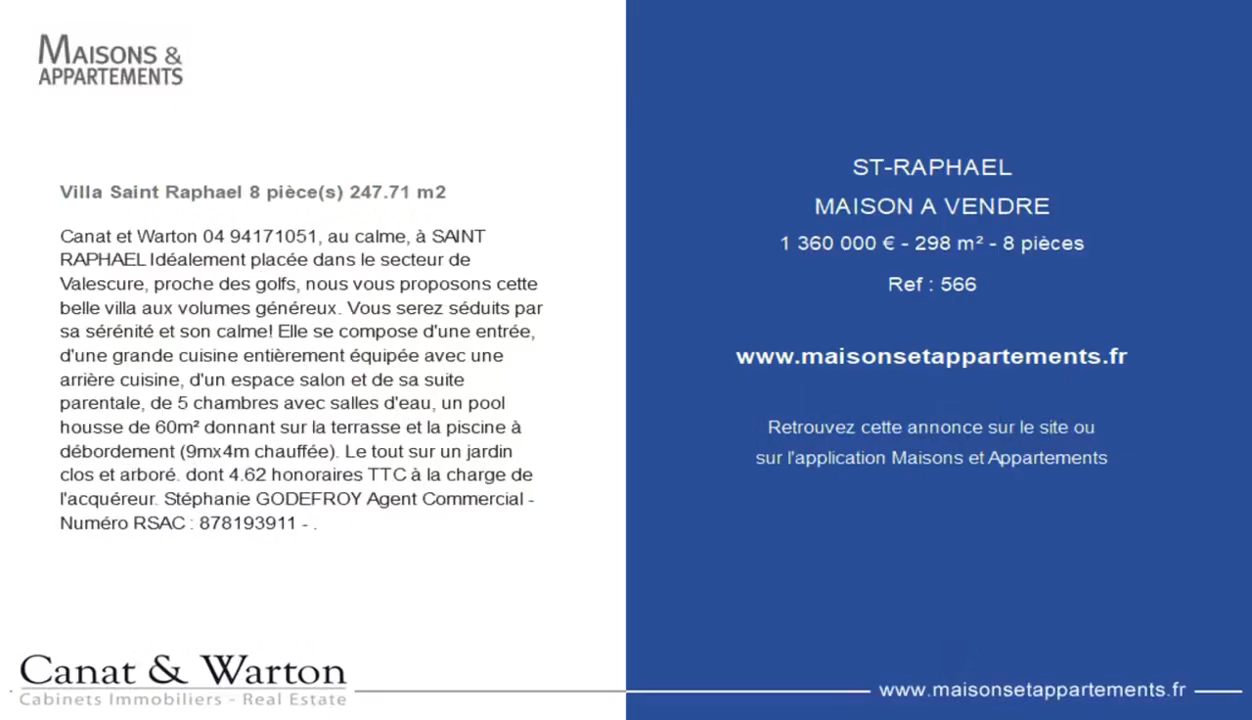 MAISONS &
APPARTEMENTS
Villa Saint Raphael 8 pièce(s) 247.71 m2
Canat et Warton 04 94171051, au calme, à SAINT
RAPHAEL Idéalement placée dans le secteur de
Valescure, proche des golfs, nous vous proposons cette
belle villa aux volumes généreux. Vous serez séduits par
sa sérénité et son calme! Elle se compose d'une entrée,
d'une grande cuisine entièrement équipée avec une
arrière cuisine, d'un espace salon et de sa suite
parentale, de 5 chambres avec salles d'eau, un pool
housse de 60m² donnant sur la terrasse et la piscine à
débordement (9mx4m chauffée). Le tout sur un jardin
clos et arboré. dont 4.62 honoraires TTC à la charge de
l'acquéreur. Stéphanie GODEFROY Agent Commercial -
Numéro RSAC : 878193911 - .
Canat & Warton
Cabinets Immobiliers - Real Estate
ST-RAPHAEL
MAISON A VENDRE
1 360 000 € - 298 m² - 8 pièces
Ref : 566
www.maisonsetappartements.fr
Retrouvez cette annonce sur le site ou
sur l'application Maisons et Appartements
www.maisonsetappartements.fr